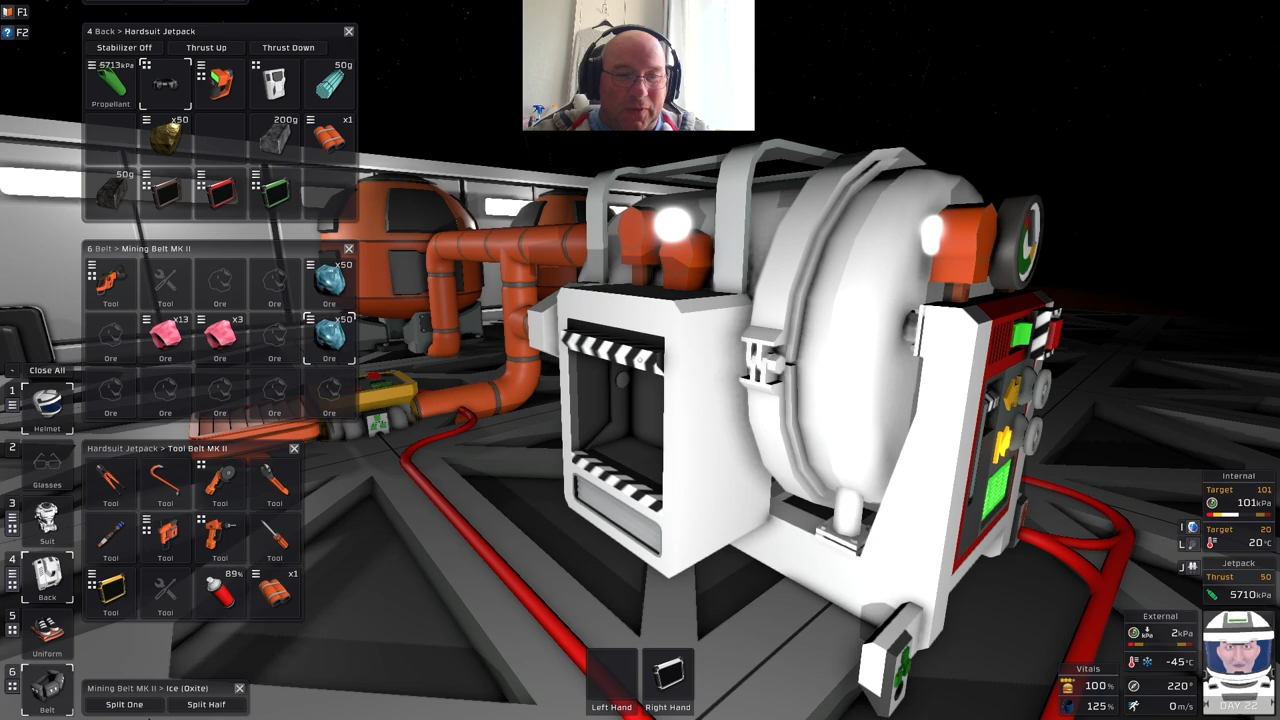 F1
F2
4 Back > Hardsuit Jetpack
Stabilizer Off
Thrust Up
Thrust Down
5713kPa
50g
Propellant
x50
200g
x1
50g
6 Belt > Mining Belt MK II
x50
Tool
Tool
Ore
Ore
Ore
x13
x3
x50
Ore
Ore
Ore
Ore
Ore
Ore
Ore
Ore
Ore
Ore
Close All
1
Helmet
2
Glasses
3
Suit
4
Back
5
Uniform
6
Belt
Hardsuit Jetpack > Tool Belt MK II
Tool
Tool
Tool
Tool
Tool
Tool
Tool
Tool
89%
x1
Tool
Tool
Tool
Tool
Mining Belt MK II > Ice (Oxite)
Split One
Split Half
Left Hand
Right Hand
Internal
Target 101
101kPa
Target 20
20°C
Jetpack
Thrust 50
5710kPa
External
kPa
2kPa
-45°C
220°
0m/s
Vitals
100%
125%
DAY 22